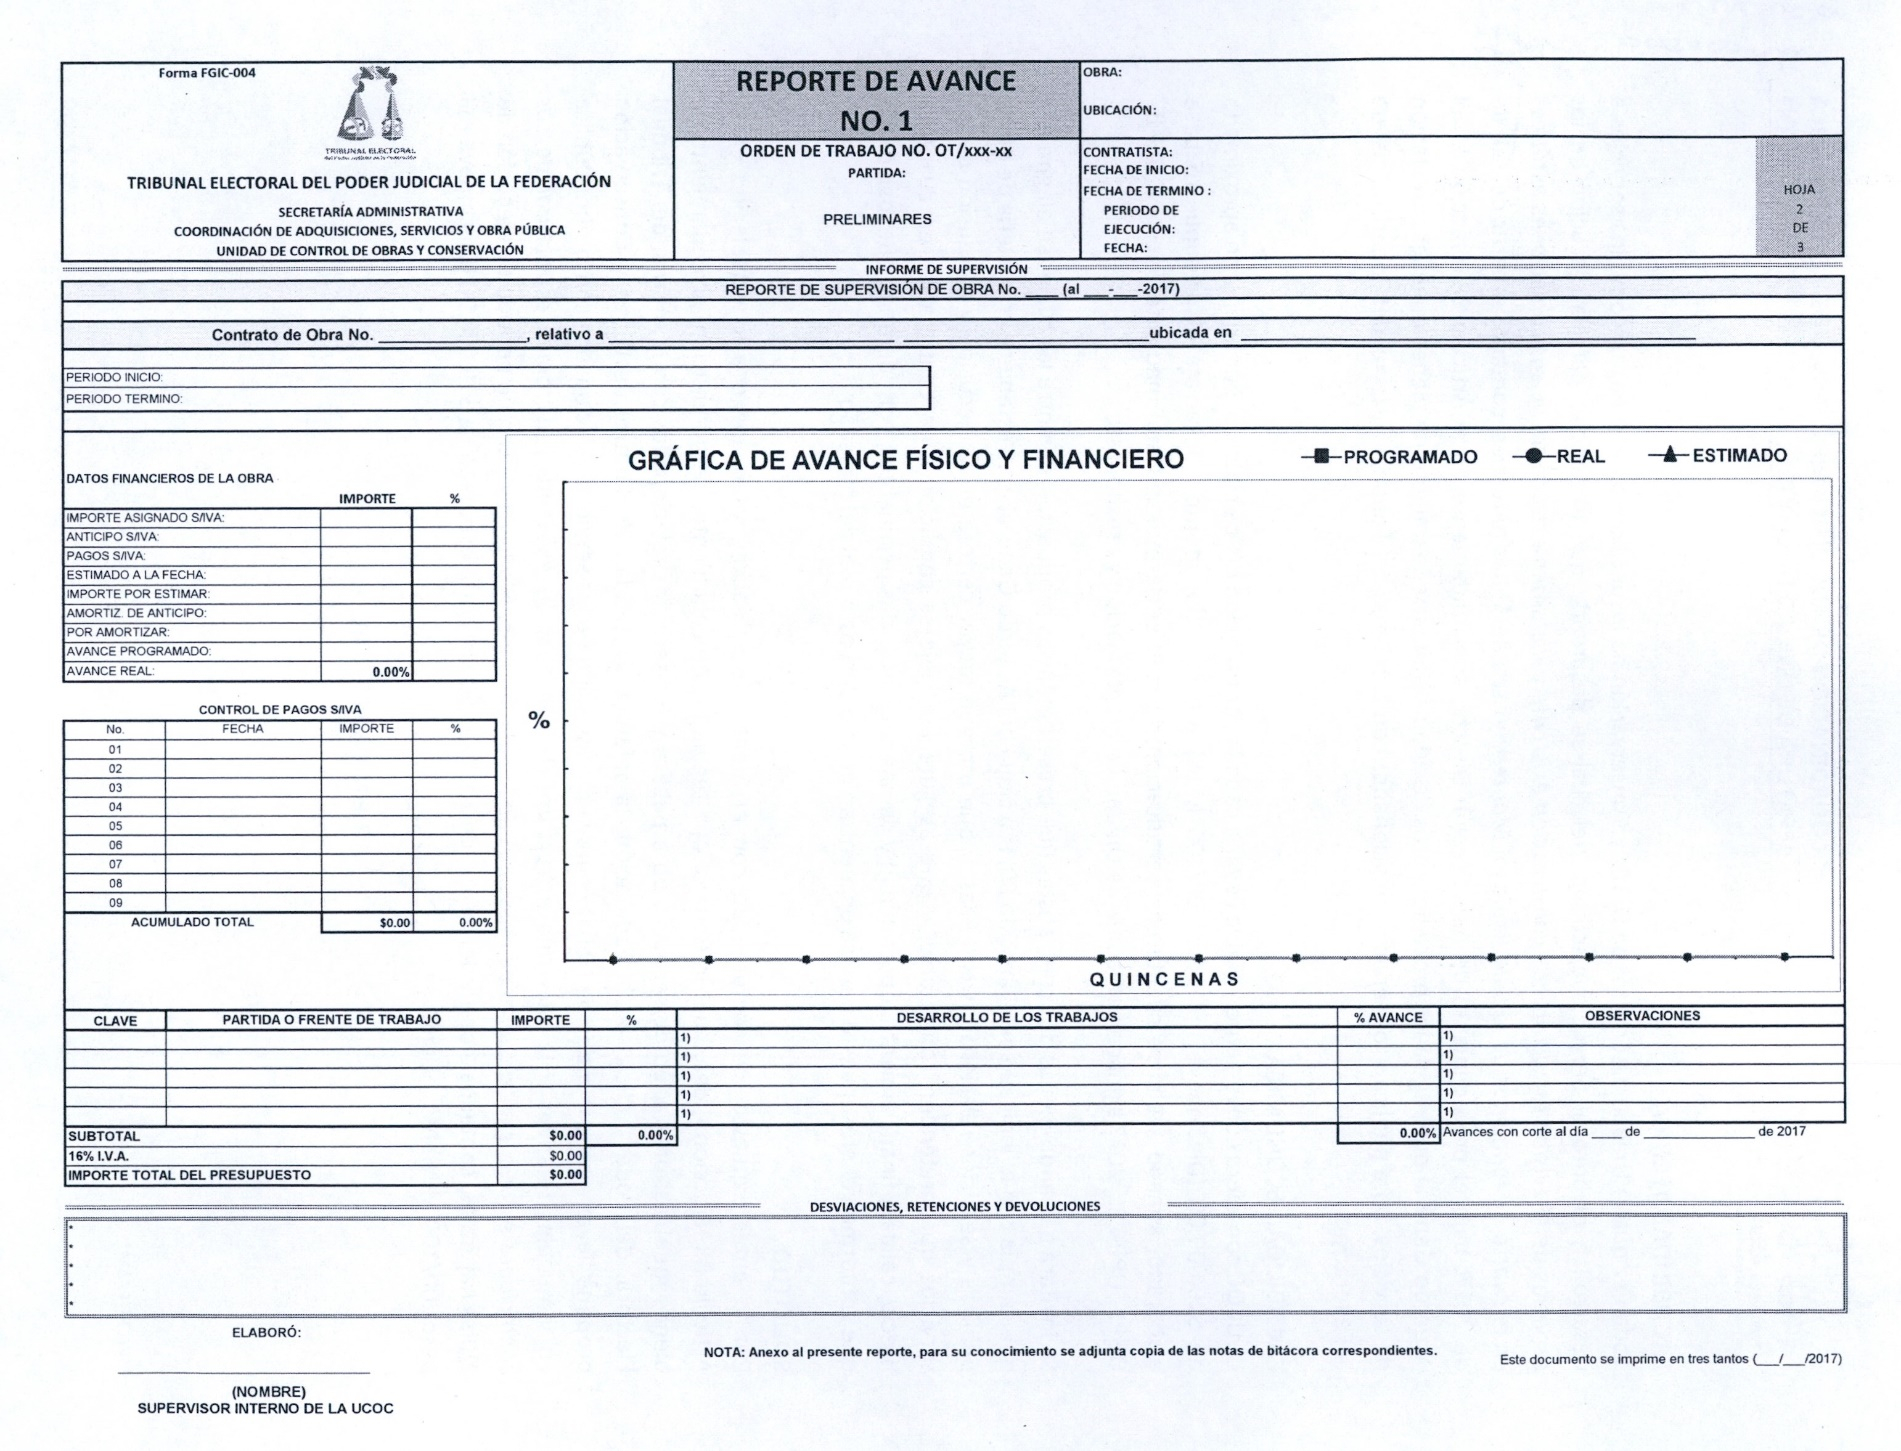 Forma FGIC-004
TRIBUNAL ELECTORAL
TRIBUNAL ELECTORAL DEL PODER JUDICIAL DE LA FEDERACIÓN
SECRETARÍA ADMINISTRATIVA
COORDINACIÓN DE ADQUISICIONES, SERVICIOS Y OBRA PÚBLICA
UNIDAD DE CONTROL DE OBRAS Y CONSERVACIÓN
REPORTE DE AVANCE
NO. 1
ORDEN DE TRABAJO NO. OT/xxx-xx
PARTIDA:
PRELIMINARES
OBRA:
UBICACIÓN:
CONTRATISTA:
FECHA DE INICIO:
FECHA DE TERMINO :
PERIODO DE
EJECUCIÓN:
FECHA:
HOJA
2
DE
3
INFORME DE SUPERVISIÓN
REPORTE DE SUPERVISIÓN DE OBRA No. ____ (al ___-___-2017)
Contrato de Obra No. __________________, relativo a ___________________________________ ______________________________ubicada en ________________________________________________________
PERIODO INICIO:
PERIODO TERMINO:
DATOS FINANCIEROS DE LA OBRA
IMPORTE %
IMPORTE ASIGNADO S/IVA:
ANTICIPO S/IVA:
PAGOS S/IVA:
ESTIMADO A LA FECHA:
IMPORTE POR ESTIMAR:
AMORTIZ. DE ANTICIPO:
POR AMORTIZAR:
AVANCE PROGRAMADO:
AVANCE REAL: 0.00%
CONTROL DE PAGOS S/IVA
No. FECHA IMPORTE %
01
02
03
04
05
06
07
08
09
ACUMULADO TOTAL $0.00 0.00%
GRÁFICA DE AVANCE FÍSICO Y FINANCIERO
PROGRAMADO REAL ESTIMADO
%
QUINCENAS
CLAVE PARTIDA O FRENTE DE TRABAJO IMPORTE % DESARROLLO DE LOS TRABAJOS % AVANCE OBSERVACIONES
1) 1)
1) 1)
1) 1)
1) 1)
1) 1)
SUBTOTAL $0.00 0.00% 0.00% Avances con corte al día ____ de _______________ de 2017
16% I.V.A. $0.00
IMPORTE TOTAL DEL PRESUPUESTO $0.00
DESVIACIONES, RETENCIONES Y DEVOLUCIONES
*
*
*
*
*
ELABORÓ:
(NOMBRE)
SUPERVISOR INTERNO DE LA UCOC
NOTA: Anexo al presente reporte, para su conocimiento se adjunta copia de las notas de bitácora correspondientes.
Este documento se imprime en tres tantos (___/___/2017)